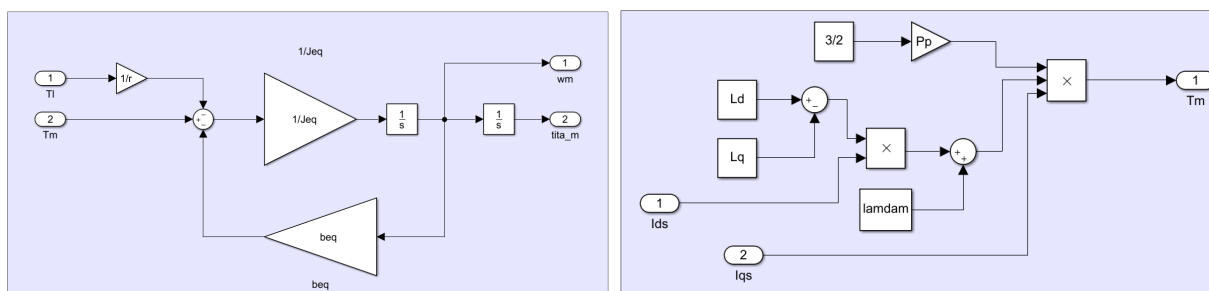 1/Jeq
1
Tl
1/r
2
Tm
1/Jeq
1
s
1
s
1
wm
2
tita_m
beq
beq
3/2
Pp
Ld
Lq
×
lamdam
×
1
Ids
2
Iqs
1
Tm